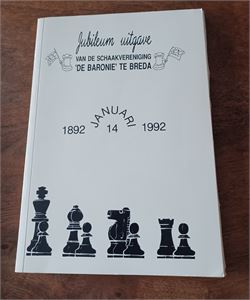 Jubileum uitgave
VAN DE SCHAAKVERENIGING
'DE BARONIE' TE BREDA
JANUARI
1892 14 1992